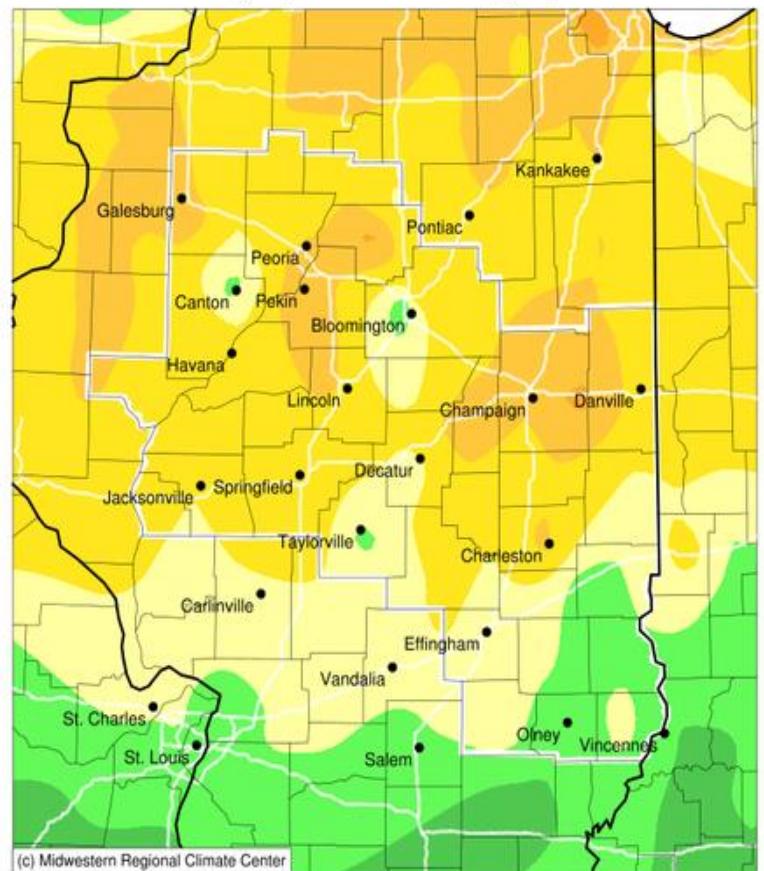 Kankakee
Galesburg
Pontiac
Peoria
Canton
Pekin
Bloomington
Havana
Lincoln
Champaign
Danville
Decatur
Jacksonville
Springfield
Taylorville
Charleston
Carlinville
Effingham
Vandalia
St. Charles
Olney
Vincennes
St. Louis
Salem
(c) Midwestern Regional Climate Center